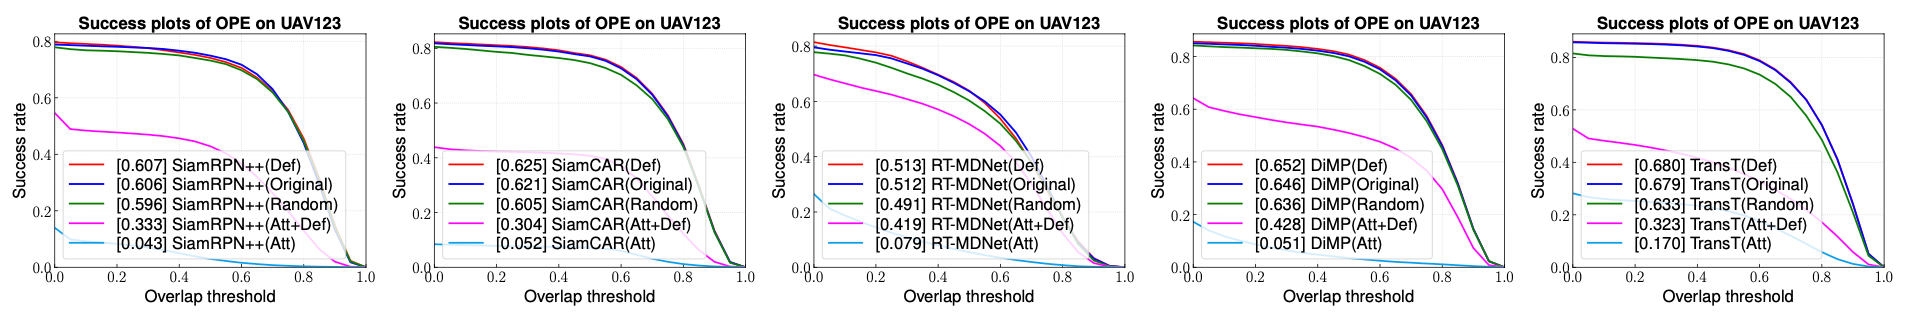 Success plots of OPE on UAV123
Success rate
0.8
0.6
0.4
0.2
0.0
[0.607] SiamRPN++(Def)
[0.606] SiamRPN++(Original)
[0.596] SiamRPN++(Random)
[0.333] SiamRPN++(Att+Def)
[0.043] SiamRPN++(Att)
0.0 0.2 0.4 0.6 0.8 1.0
Overlap threshold
Success plots of OPE on UAV123
Success rate
0.8
0.6
0.4
0.2
0.0
[0.625] SiamCAR(Def)
[0.621] SiamCAR(Original)
[0.605] SiamCAR(Random)
[0.304] SiamCAR(Att+Def)
[0.052] SiamCAR(Att)
0.0 0.2 0.4 0.6 0.8 1.0
Overlap threshold
Success plots of OPE on UAV123
Success rate
0.8
0.6
0.4
0.2
0.0
[0.513] RT-MDNet(Def)
[0.512] RT-MDNet(Original)
[0.491] RT-MDNet(Random)
[0.419] RT-MDNet(Att+Def)
[0.079] RT-MDNet(Att)
0.0 0.2 0.4 0.6 0.8 1.0
Overlap threshold
Success plots of OPE on UAV123
Success rate
0.8
0.6
0.4
0.2
0.0
[0.652] DiMP(Def)
[0.646] DiMP(Original)
[0.636] DiMP(Random)
[0.428] DiMP(Att+Def)
[0.051] DiMP(Att)
0.0 0.2 0.4 0.6 0.8 1.0
Overlap threshold
Success plots of OPE on UAV123
Success rate
0.8
0.6
0.4
0.2
0.0
[0.680] TransT(Def)
[0.679] TransT(Original)
[0.633] TransT(Random)
[0.323] TransT(Att+Def)
[0.170] TransT(Att)
0.0 0.2 0.4 0.6 0.8 1.0
Overlap threshold